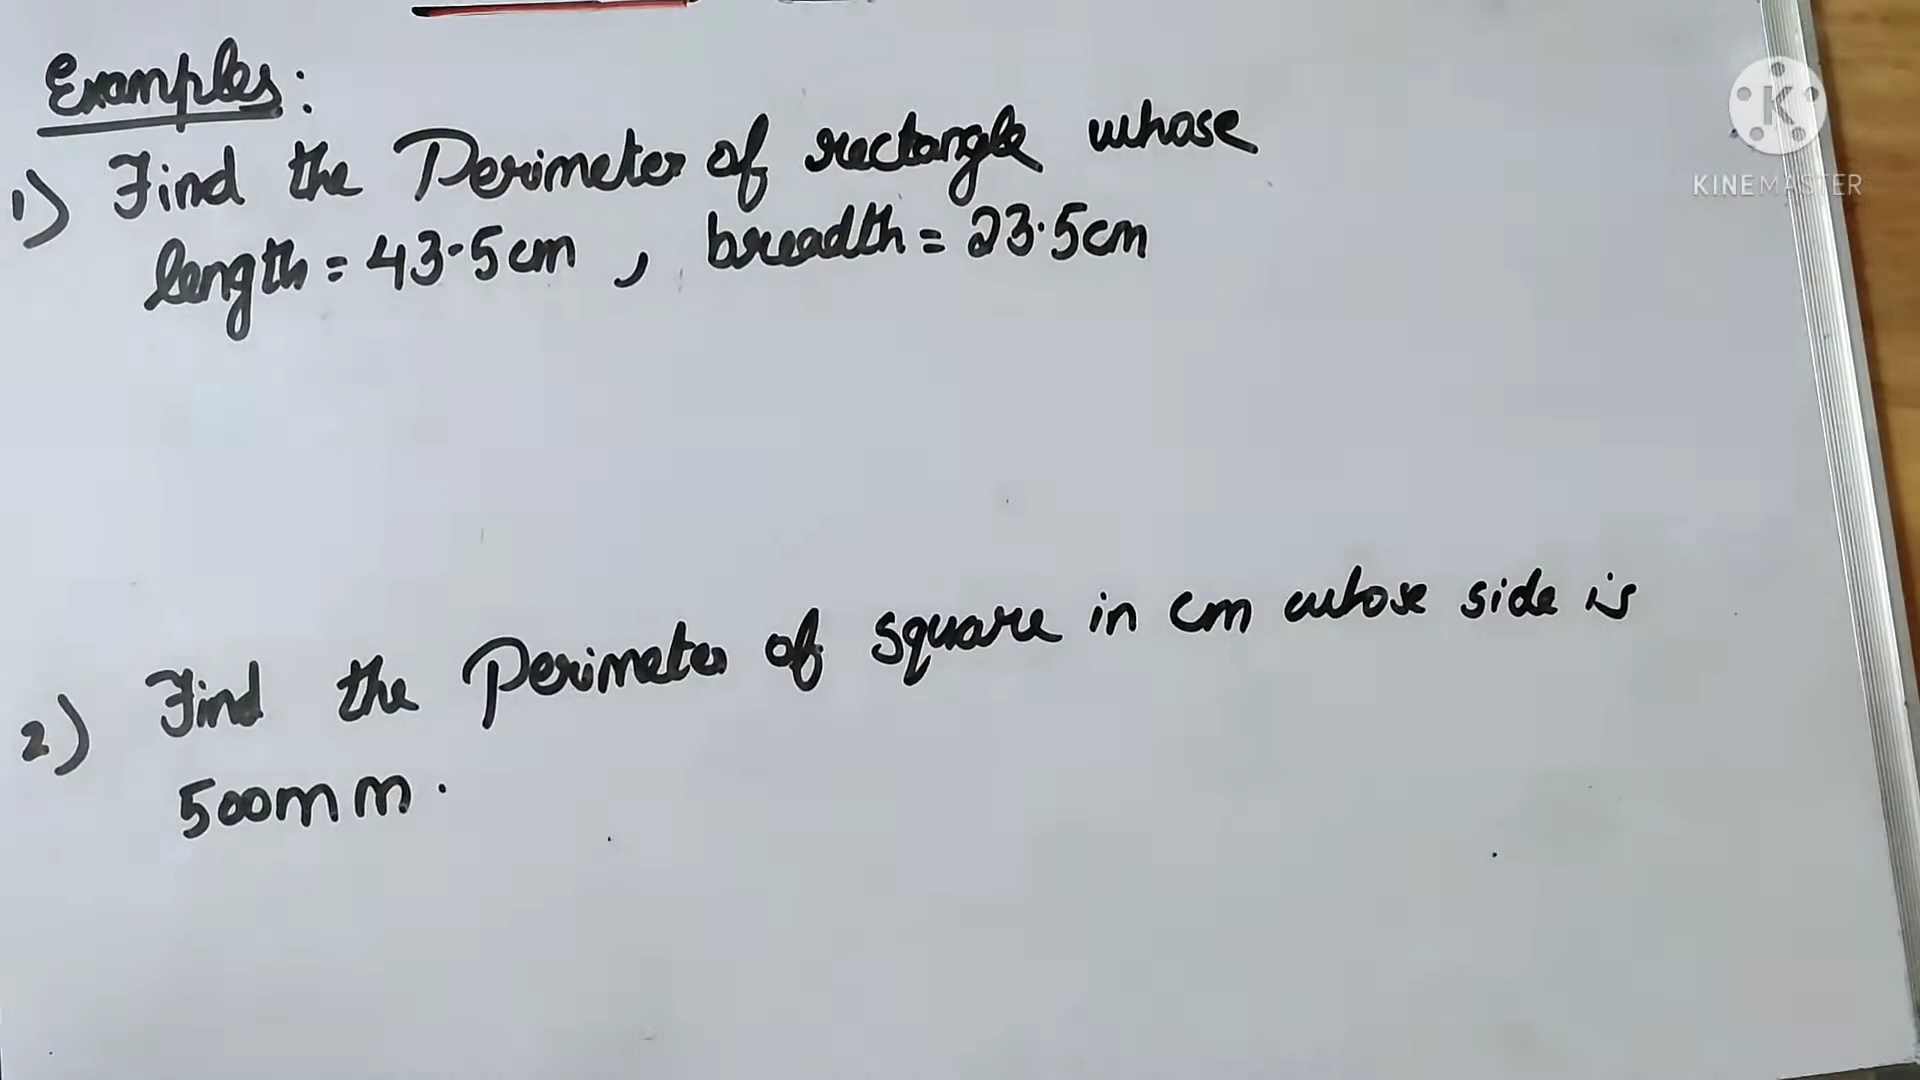 Examples:
1) Find the Perimeter of rectangle whose
length = 43.5cm , breadth = 23.5cm
2) Find the Perimeter of square in cm whose side is
500mm.
K
KINEMASTER